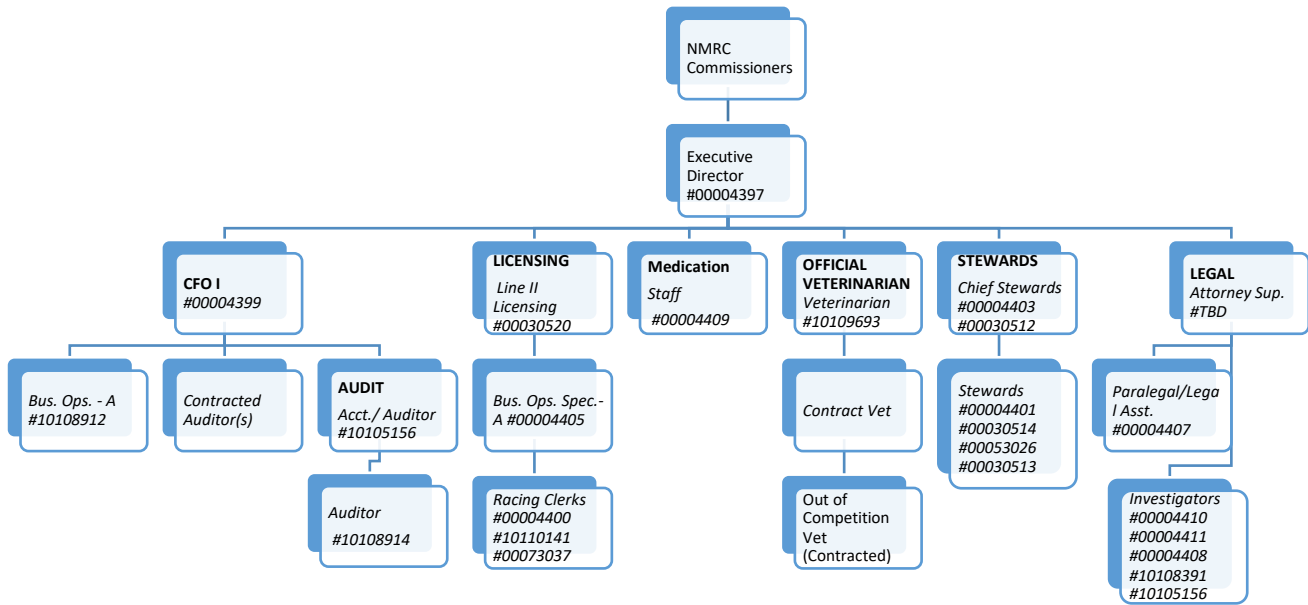 NMRC
Commissioners
Executive
Director
#00004397
CFO I
#00004399
LICENSING
Line II
Licensing
#00030520
Medication
Staff
#00004409
OFFICIAL
VETERINARIAN
Veterinarian
#10109693
STEWARDS
Chief Stewards
#00004403
#00030512
LEGAL
Attorney Sup.
#TBD
Bus. Ops. - A
#10108912
Contracted
Auditor(s)
AUDIT
Acct./ Auditor
#10105156
Bus. Ops. Spec.-
A #00004405
Contract Vet
Stewards
#00004401
#00030514
#00053026
#00030513
Paralegal/Lega
l Asst.
#00004407
Auditor
#10108914
Racing Clerks
#00004400
#10110141
#00073037
Out of
Competition
Vet
(Contracted)
Investigators
#00004410
#00004411
#00004408
#10108391
#10105156